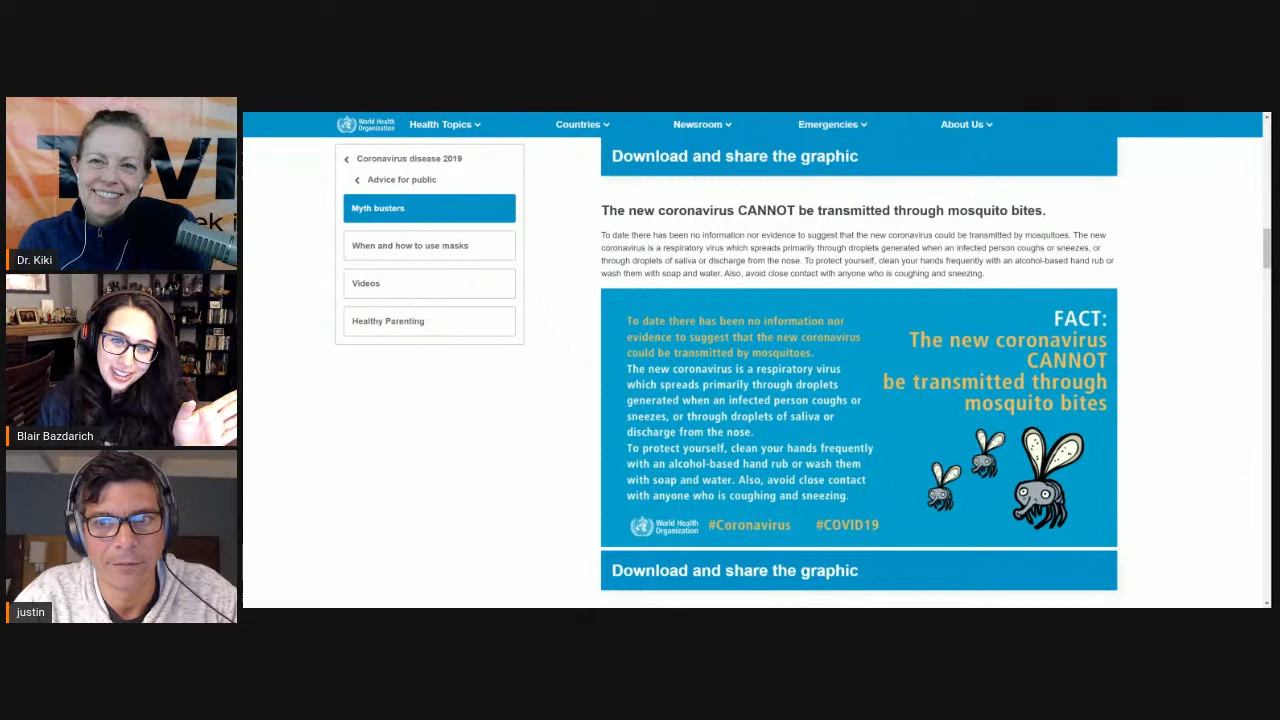 TWI
ek i
Dr. Kiki
Blair Bazdarich
justin
World Health
Organization
Health Topics
Countries
Newsroom
Emergencies
About Us
Coronavirus disease 2019
Advice for public
Myth busters
When and how to use masks
Videos
Healthy Parenting
Download and share the graphic
The new coronavirus CANNOT be transmitted through mosquito bites.
To date there has been no information nor evidence to suggest that the new coronavirus could be transmitted by mosquitoes. The new
coronavirus is a respiratory virus which spreads primarily through droplets generated when an infected person coughs or sneezes, or
through droplets of saliva or discharge from the nose. To protect yourself, clean your hands frequently with an alcohol-based hand rub or
wash them with soap and water. Also, avoid close contact with anyone who is coughing and sneezing.
To date there has been no information nor
evidence to suggest that the new coronavirus
could be transmitted by mosquitoes.
The new coronavirus is a respiratory virus
which spreads primarily through droplets
generated when an infected person coughs or
sneezes, or through droplets of saliva or
discharge from the nose.
To protect yourself, clean your hands frequently
with an alcohol-based hand rub or wash them
with soap and water. Also, avoid close contact
with anyone who is coughing and sneezing.
FACT:
The new coronavirus
CANNOT
be transmitted through
mosquito bites
World Health
Organization
#Coronavirus #COVID19
Download and share the graphic